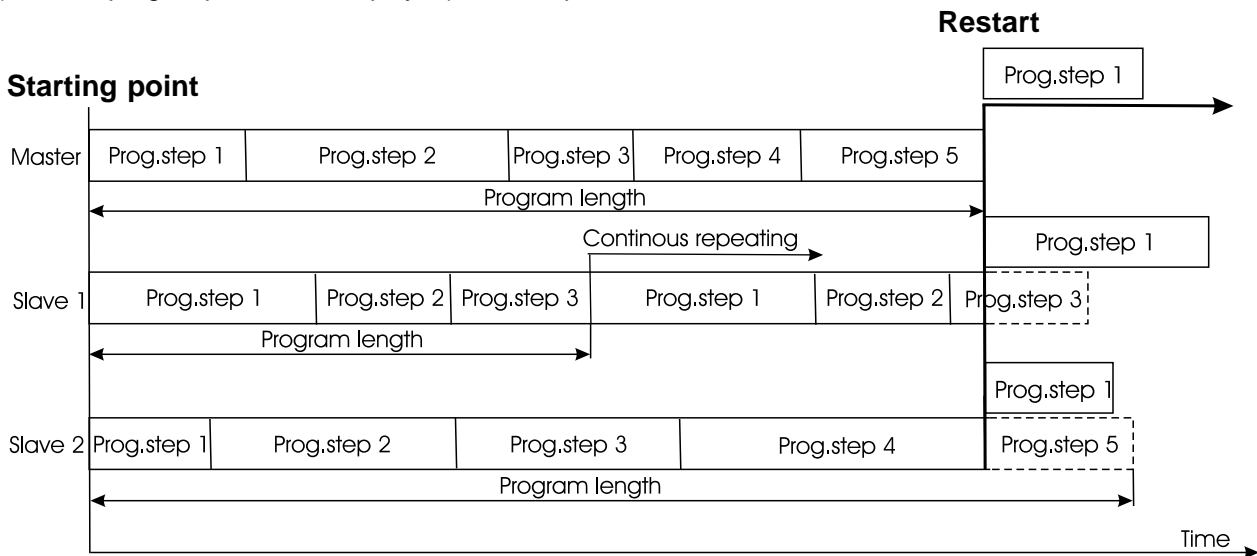 Restart
Prog.step 1
Starting point
Master Prog.step 1 Prog.step 2 Prog.step 3 Prog.step 4 Prog.step 5
Program length
Continous repeating
Prog.step 1
Slave 1 Prog.step 1 Prog.step 2 Prog.step 3 Prog.step 1 Prog.step 2 Prog.step 3
Program length
Prog.step 1
Slave 2 Prog.step 1 Prog.step 2 Prog.step 3 Prog.step 4 Prog.step 5
Program length
Time